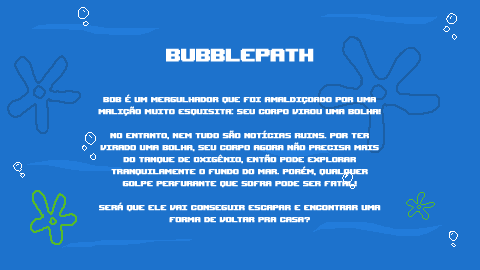 BUBBLEPATH
BOB É UM MERGULHADOR QUE FOI AMALDIÇOADO POR UMA
MALIÇÃO MUITO ESQUISITA: SEU CORPO VIROU UMA BOLHA!
NO ENTANTO, NEM TUDO SÃO NOTÍCIAS RUINS. POR TER
VIRADO UMA BOLHA, SEU CORPO AGORA NÃO PRECISA MAIS
DO TANQUE DE OXIGÊNIO, ENTÃO PODE EXPLORAR
TRANQUILAMENTE O FUNDO DO MAR. PORÉM, QUALQUER
GOLPE PERFURANTE QUE SOFRA PODE SER FATAL!
SERÁ QUE ELE VAI CONSEGUIR ESCAPAR E ENCONTRAR UMA
FORMA DE VOLTAR PAR CASA?